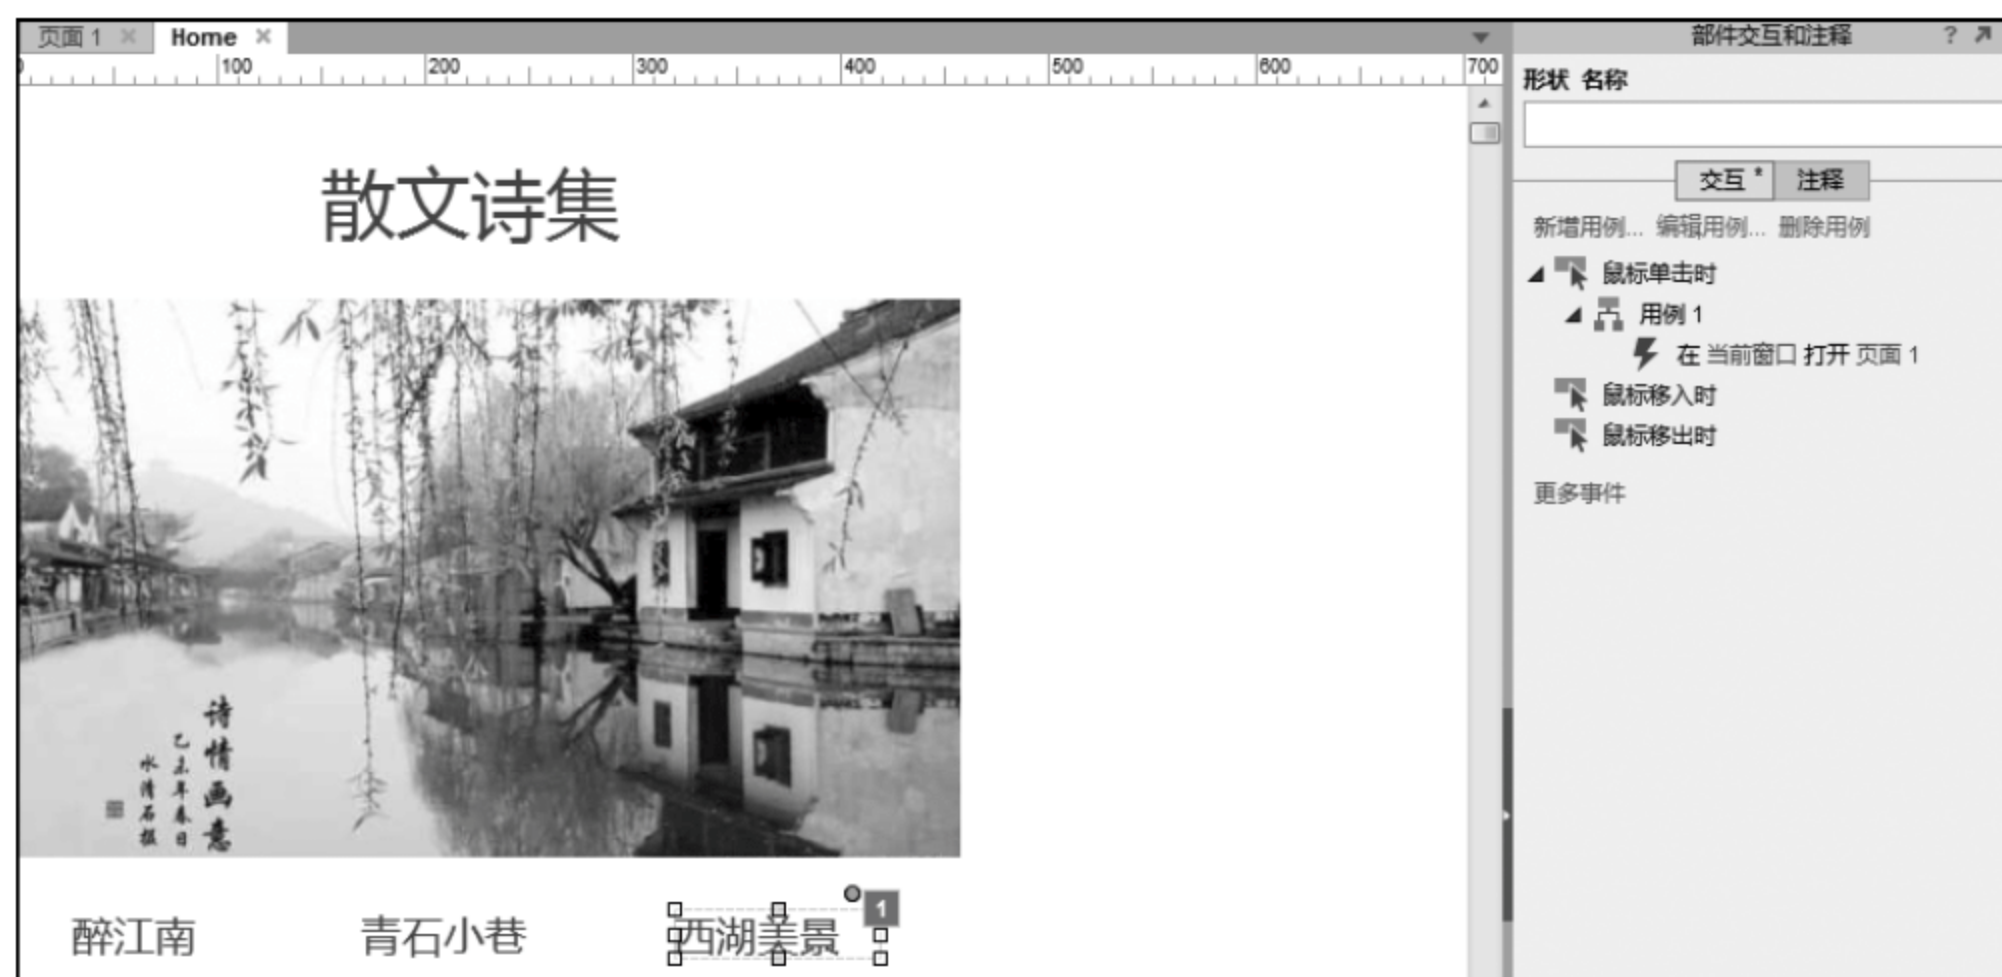 页面 1 Home
部件交互和注释 ?
0 100 200 300 400 500 600 700
形状 名称
交互 * 注释
新增用例... 编辑用例... 删除用例
鼠标单击时
用例 1
在 当前窗口 打开 页面 1
鼠标移入时
鼠标移出时
更多事件
散文诗集
诗情画意
乙未年春日
水清石摄
醉江南 青石小巷 西湖美景
1